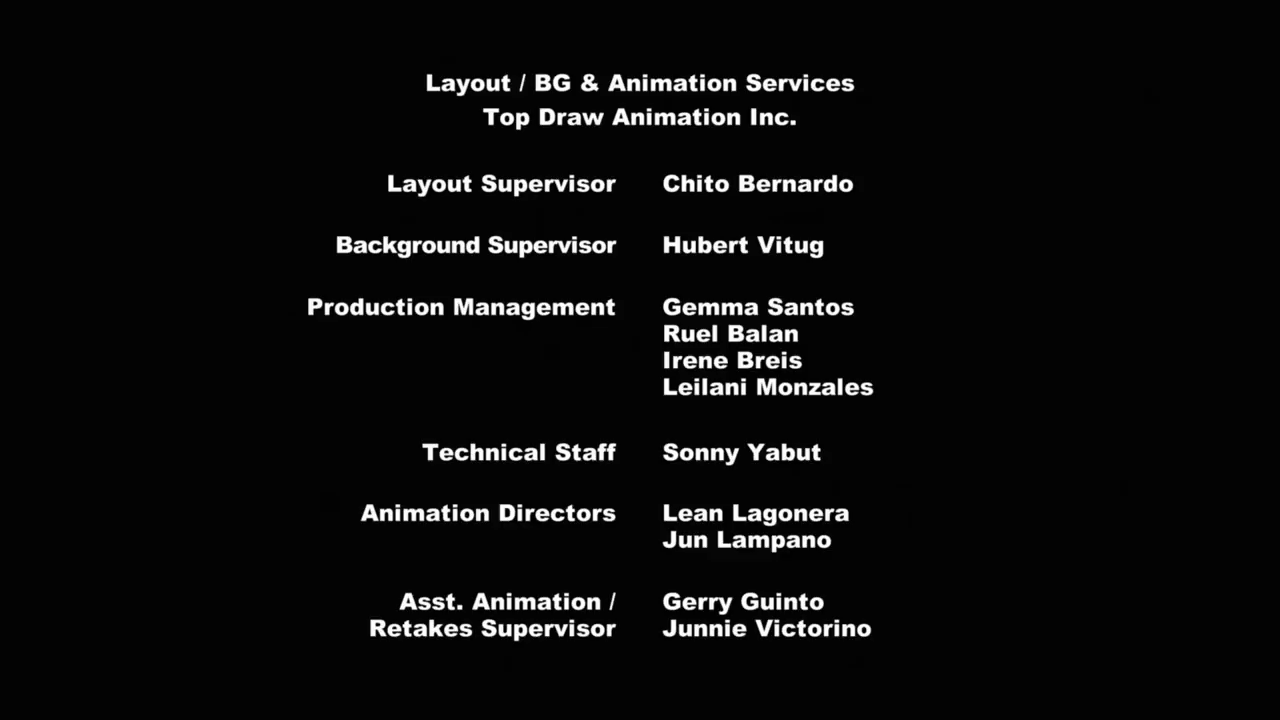 Layout / BG & Animation Services
Top Draw Animation Inc.
Layout Supervisor Chito Bernardo
Background Supervisor Hubert Vitug
Production Management Gemma Santos
Ruel Balan
Irene Breis
Leilani Monzales
Technical Staff Sonny Yabut
Animation Directors Lean Lagonera
Jun Lampano
Asst. Animation / Gerry Guinto
Retakes Supervisor Junnie Victorino